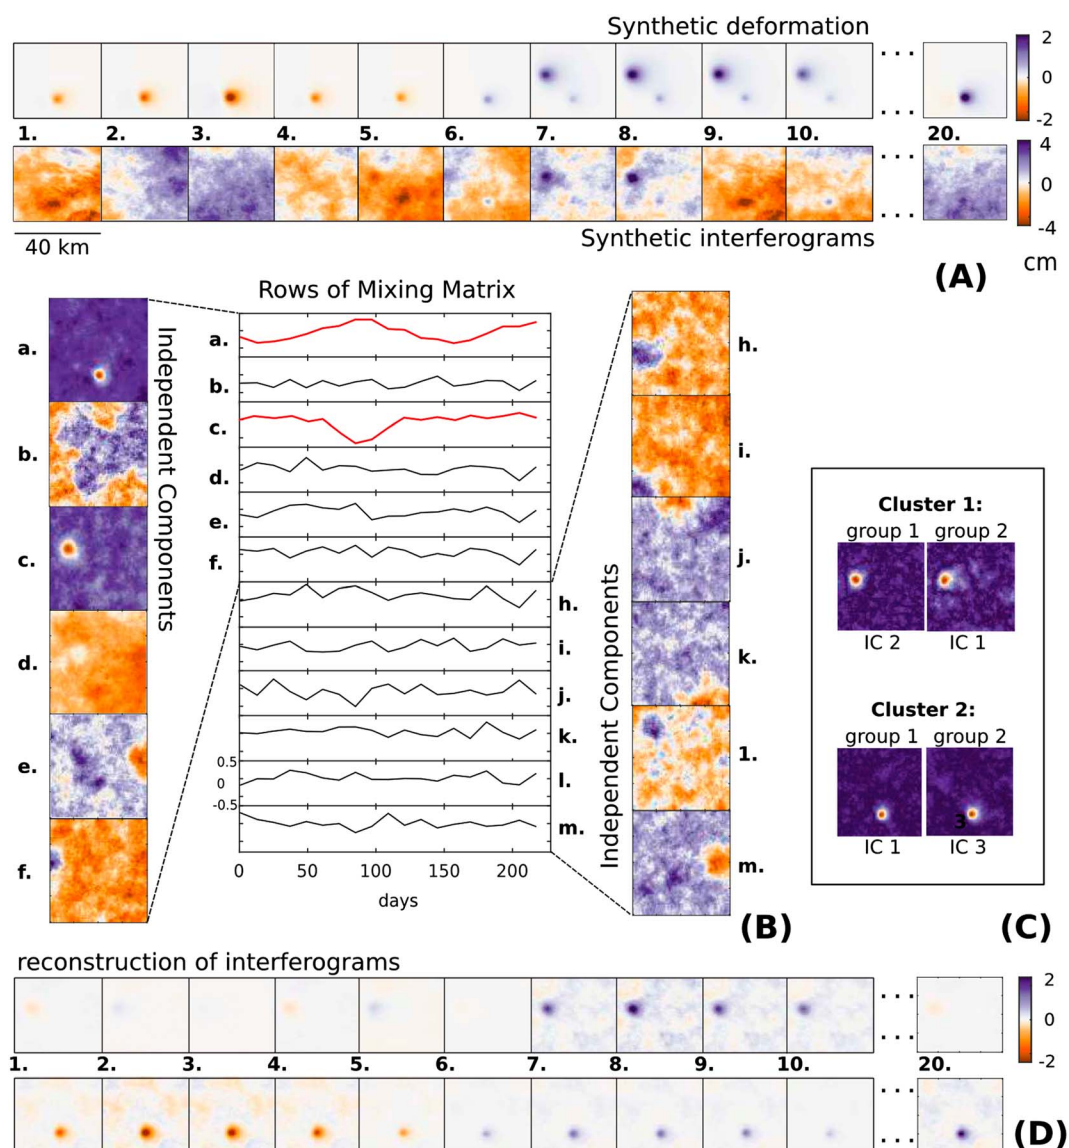 Synthetic deformation
. . .
2
0
-2
. . .
1. 2. 3. 4. 5. 6. 7. 8. 9. 10. 20.
. . .
4
0
-4
. . .
40 km
Synthetic interferograms
cm
(A)
Rows of Mixing Matrix
Independent Components
a.
b.
c.
d.
e.
f.
a.
b.
c.
d.
e.
f.
h.
i.
j.
k.
0.5
0
-0.5
l.
m.
0 50 100 150 200
days
Independent Components
h.
i.
j.
k.
1.
m.
(B)
Cluster 1:
group 1 group 2
IC 2 IC 1
Cluster 2:
group 1 group 2
3
IC 1 IC 3
(C)
reconstruction of interferograms
. . .
2
0
-2
. . .
1. 2. 3. 4. 5. 6. 7. 8. 9. 10. 20.
. . .
. . .
(D)